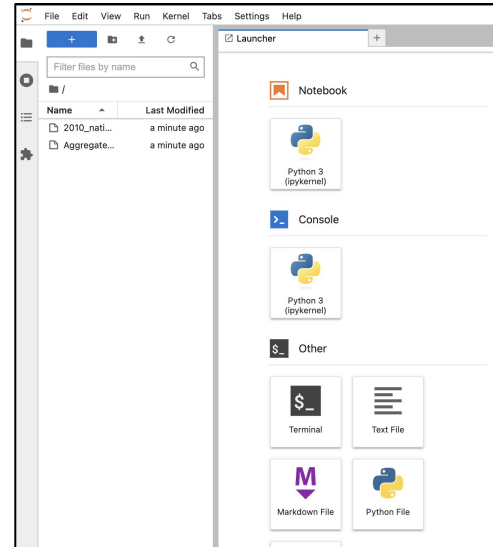 File Edit View Run Kernel Tabs Settings Help
+
Launcher
+
Filter files by name
/
Name Last Modified
2010_nati... a minute ago
Aggregate... a minute ago
Notebook
Python 3
(ipykernel)
>_ Console
Python 3
(ipykernel)
$_ Other
$_
Terminal
Text File
M
Markdown File
Python File